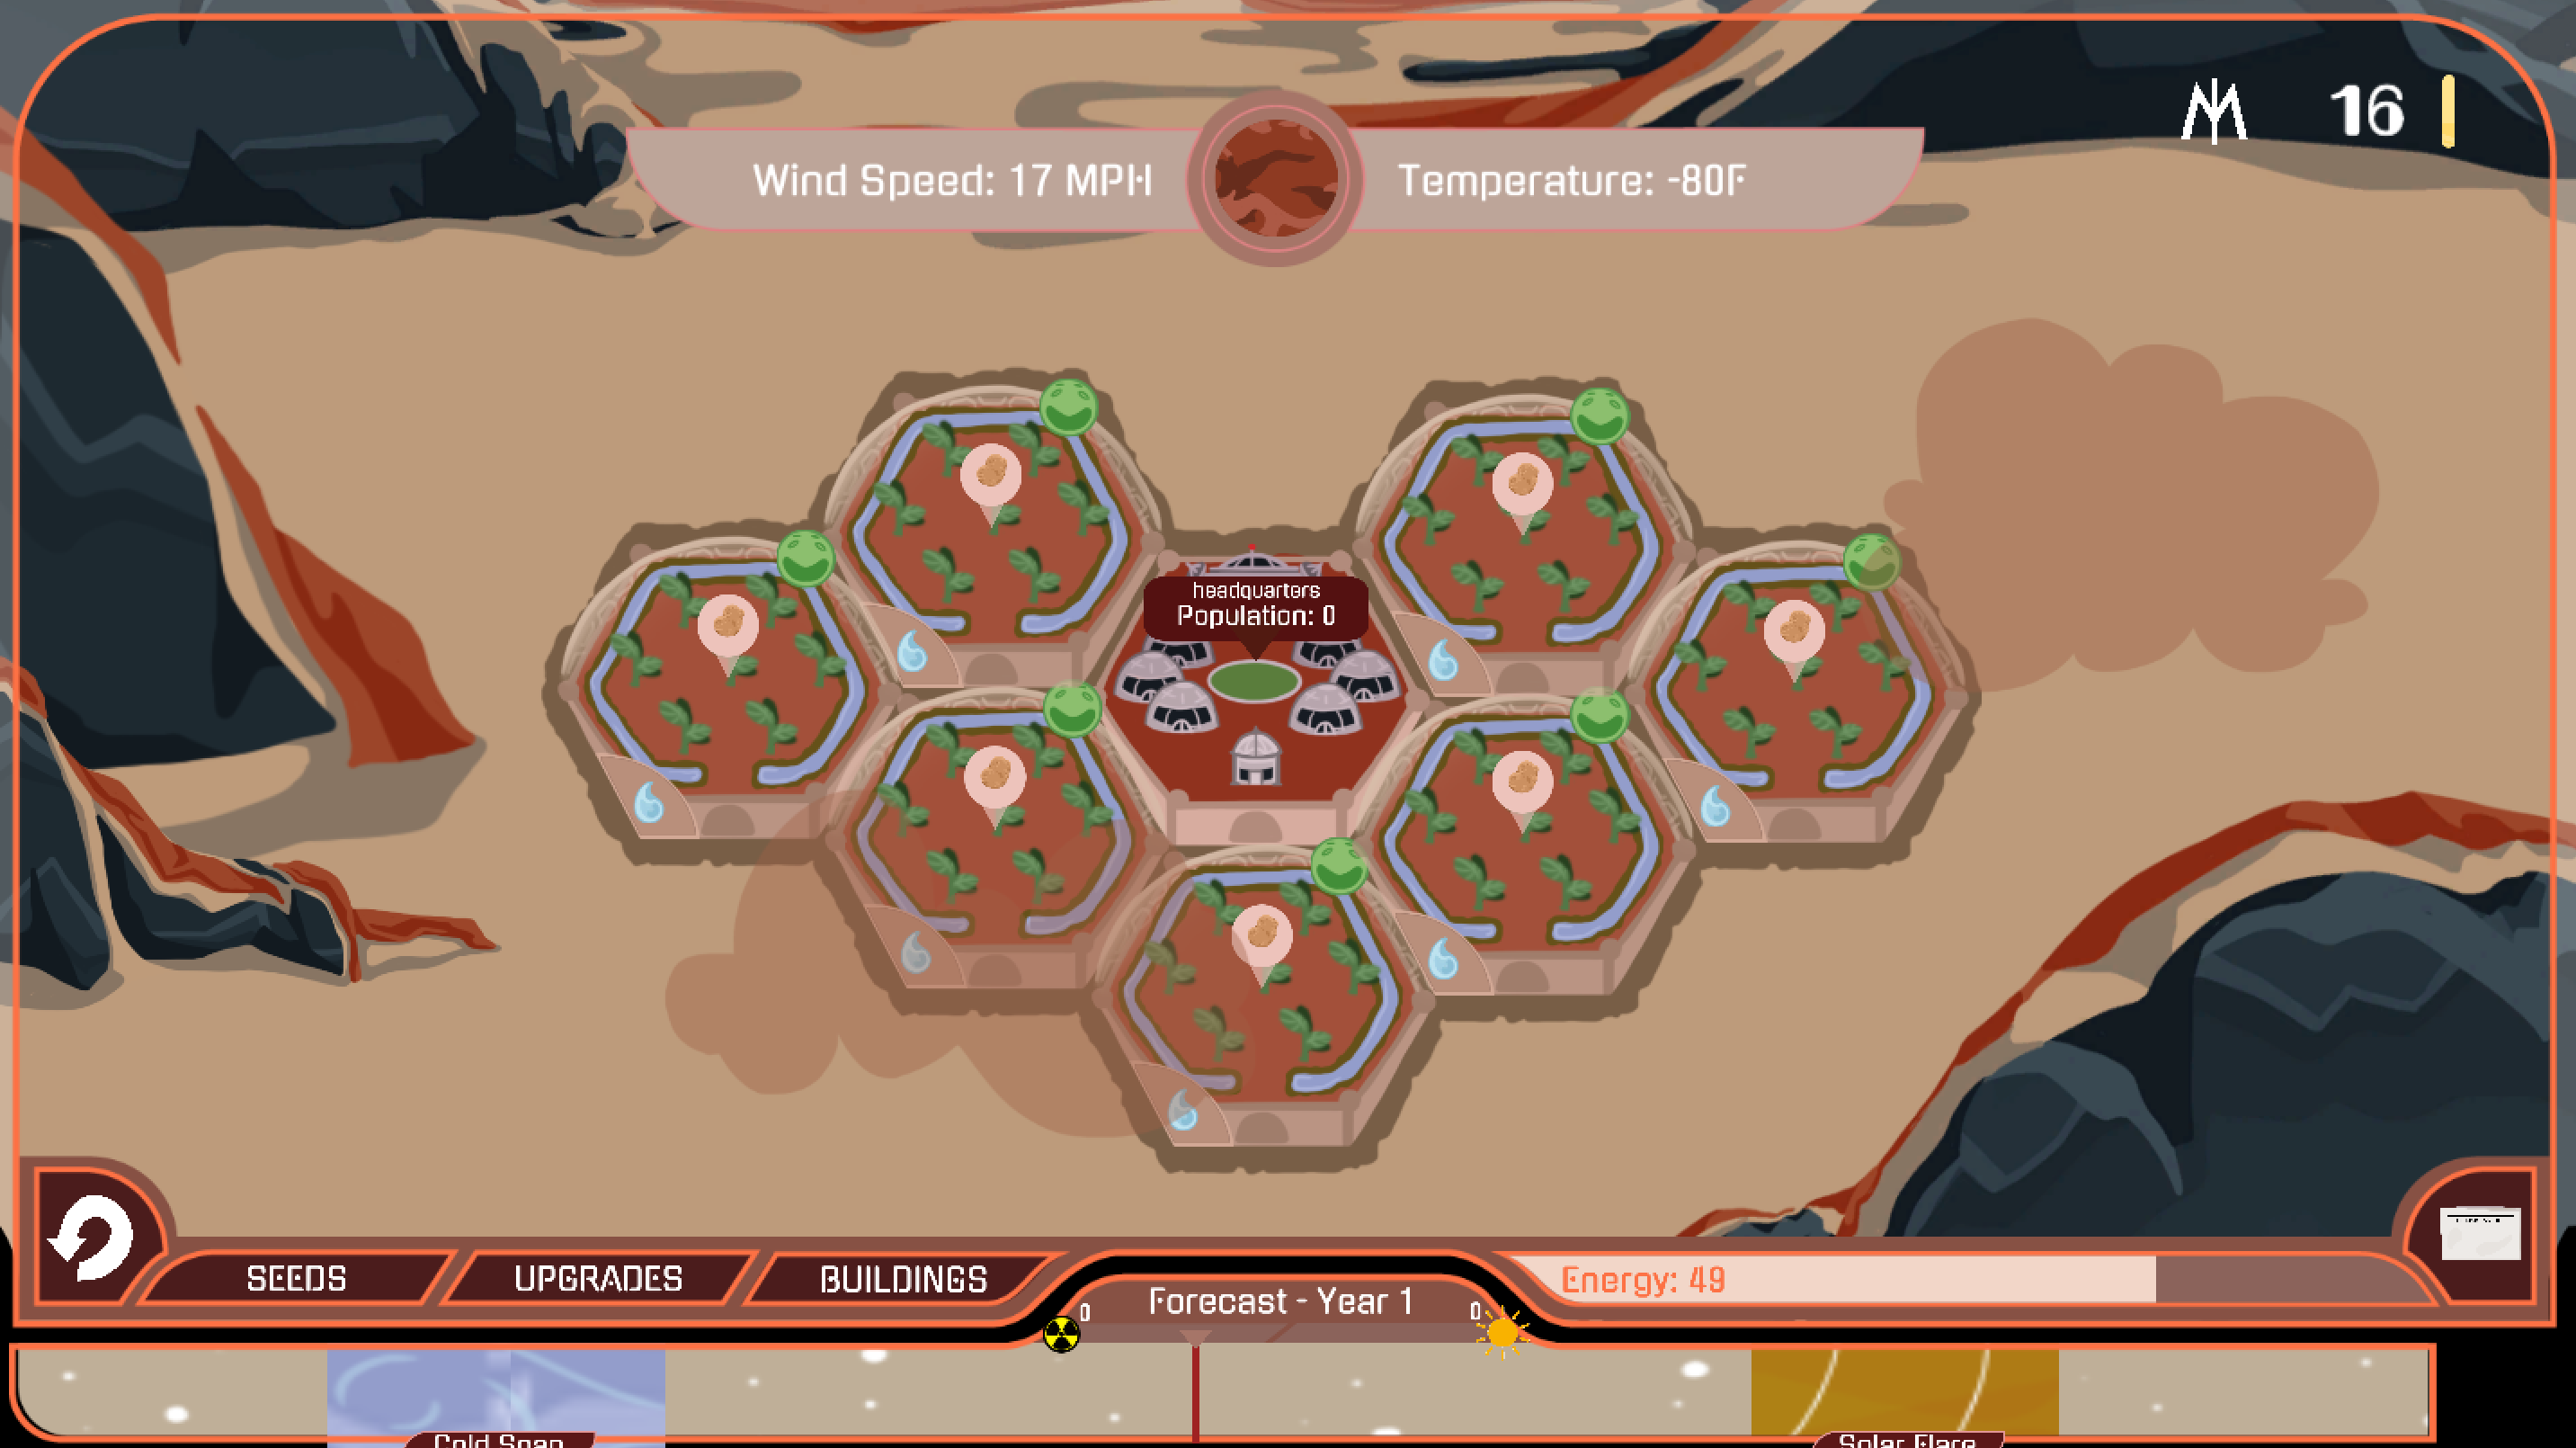 16
Wind Speed: 17 MPH
Temperature: -80F
headquarters
Population: 0
SEEDS
UPGRADES
BUILDINGS
0
Forecast - Year 1
0
Energy: 49
Cold Snap
Solar Flare